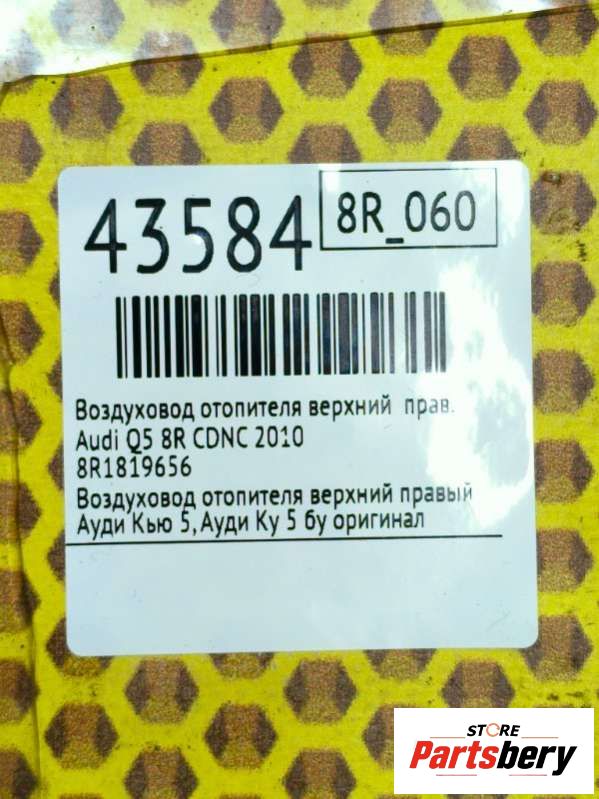 43584
8R_060
Воздуховод отопителя верхний прав.
Audi Q5 8R CDNC 2010
8R1819656
Воздуховод отопителя верхний правый
Ауди Кью 5, Ауди Ку 5 бу оригинал
STORE
Partsbery